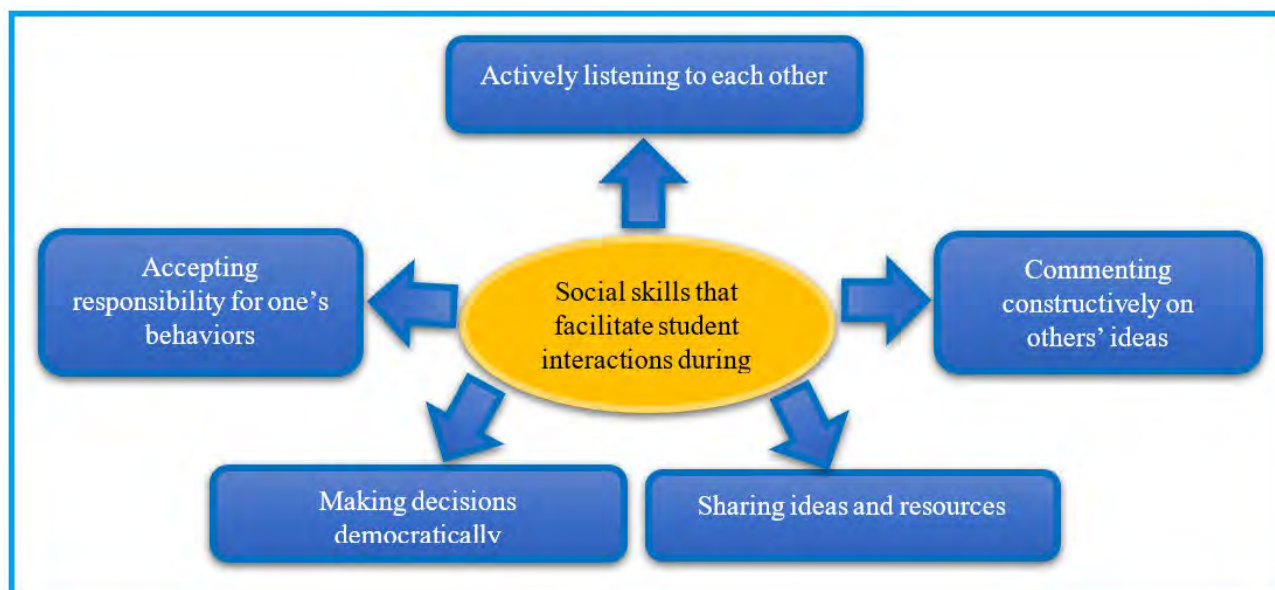 Actively listening to each other
Accepting
responsibility for one's
behaviors
Social skills that
facilitate student
interactions during
Commenting
constructively on
others' ideas
Making decisions
democratically
Sharing ideas and resources